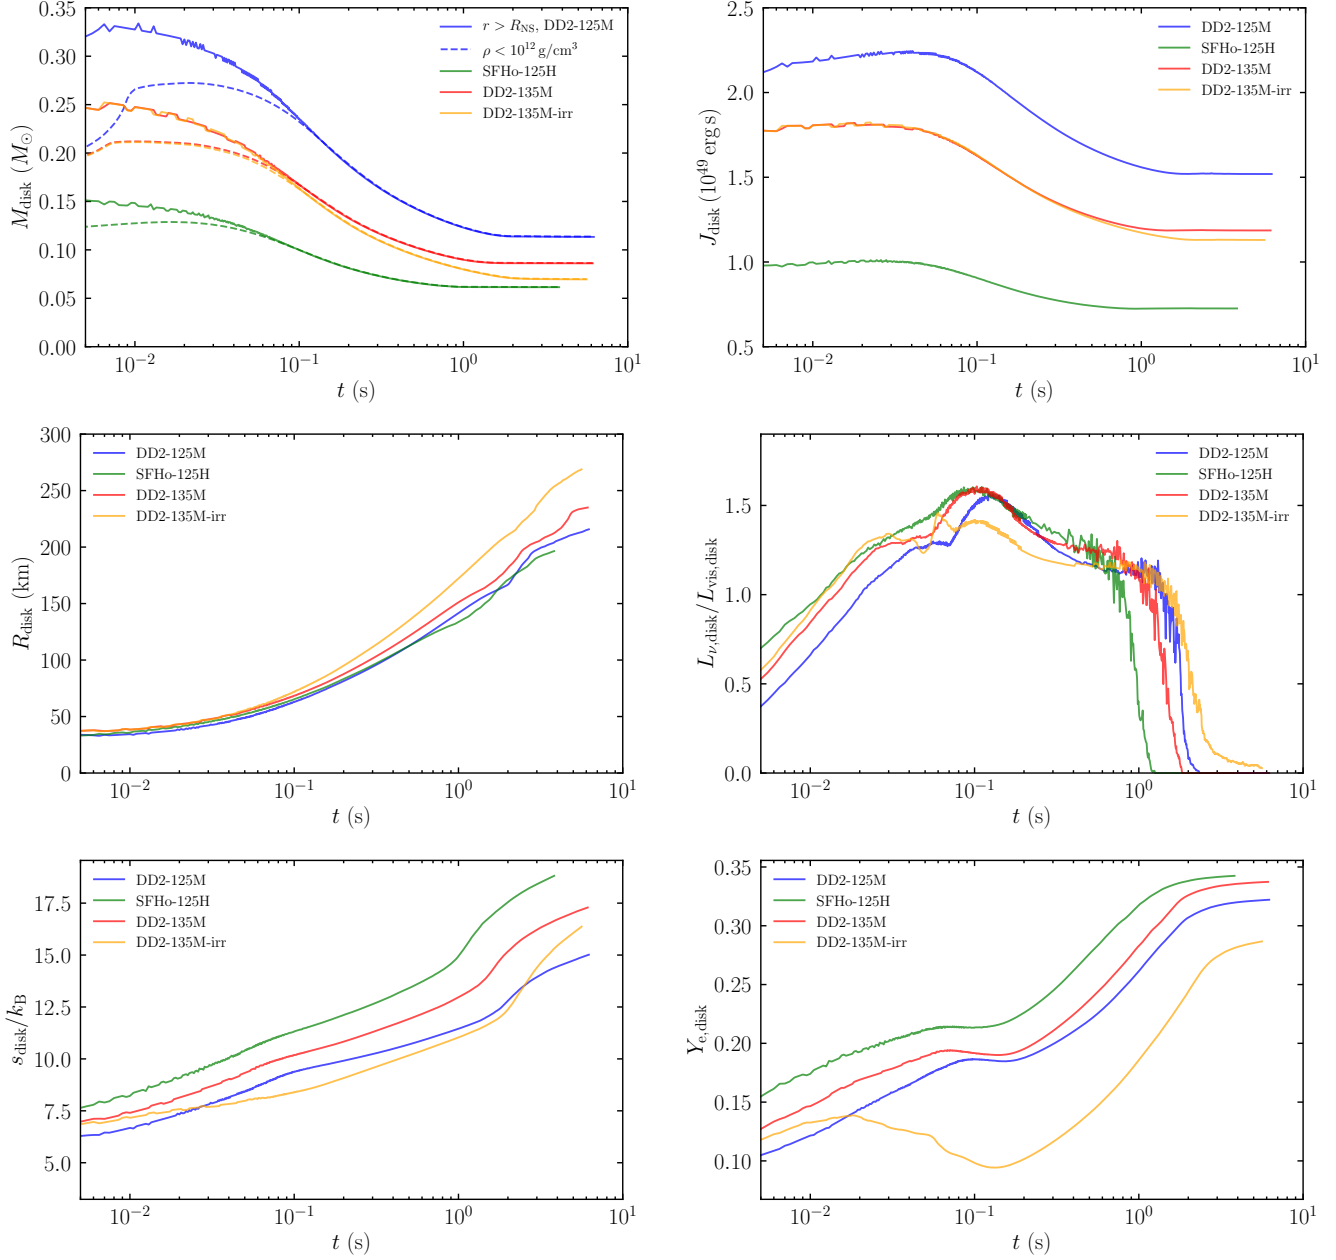 0.35
0.30
0.25
0.20
0.15
0.10
0.05
0.00
M_disk (M_⊙)
r > R_NS, DD2-125M
ρ < 10^12 g/cm^3
SFHo-125H
DD2-135M
DD2-135M-irr
10^−2 10^−1 10^0 10^1
t (s)
2.5
2.0
1.5
1.0
0.5
J_disk (10^49 erg s)
DD2-125M
SFHo-125H
DD2-135M
DD2-135M-irr
10^−2 10^−1 10^0 10^1
t (s)
300
250
200
150
100
50
0
R_disk (km)
DD2-125M
SFHo-125H
DD2-135M
DD2-135M-irr
10^−2 10^−1 10^0 10^1
t (s)
1.5
1.0
0.5
0.0
L_ν,disk/L_vis,disk
DD2-125M
SFHo-125H
DD2-135M
DD2-135M-irr
10^−2 10^−1 10^0 10^1
t (s)
17.5
15.0
12.5
10.0
7.5
5.0
s_disk/k_B
DD2-125M
SFHo-125H
DD2-135M
DD2-135M-irr
10^−2 10^−1 10^0 10^1
t (s)
0.35
0.30
0.25
0.20
0.15
0.10
Y_e,disk
DD2-125M
SFHo-125H
DD2-135M
DD2-135M-irr
10^−2 10^−1 10^0 10^1
t (s)